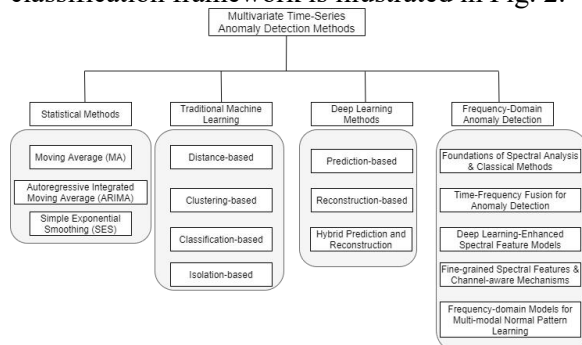 classification framework is illustrated in Fig. 2.
Multivariate Time-Series
Anomaly Detection Methods
Statistical Methods
Moving Average (MA)
Autoregressive Integrated
Moving Average (ARIMA)
Simple Exponential
Smoothing (SES)
Traditional Machine
Learning
Distance-based
Clustering-based
Classification-based
Isolation-based
Deep Learning
Methods
Prediction-based
Reconstruction-based
Hybrid Prediction and
Reconstruction
Frequency-Domain
Anomaly Detection
Foundations of Spectral Analysis
& Classical Methods
Time-Frequency Fusion for
Anomaly Detection
Deep Learning-Enhanced
Spectral Feature Models
Fine-grained Spectral Features &
Channel-aware Mechanisms
Frequency-domain Models for
Multi-modal Normal Pattern
Learning